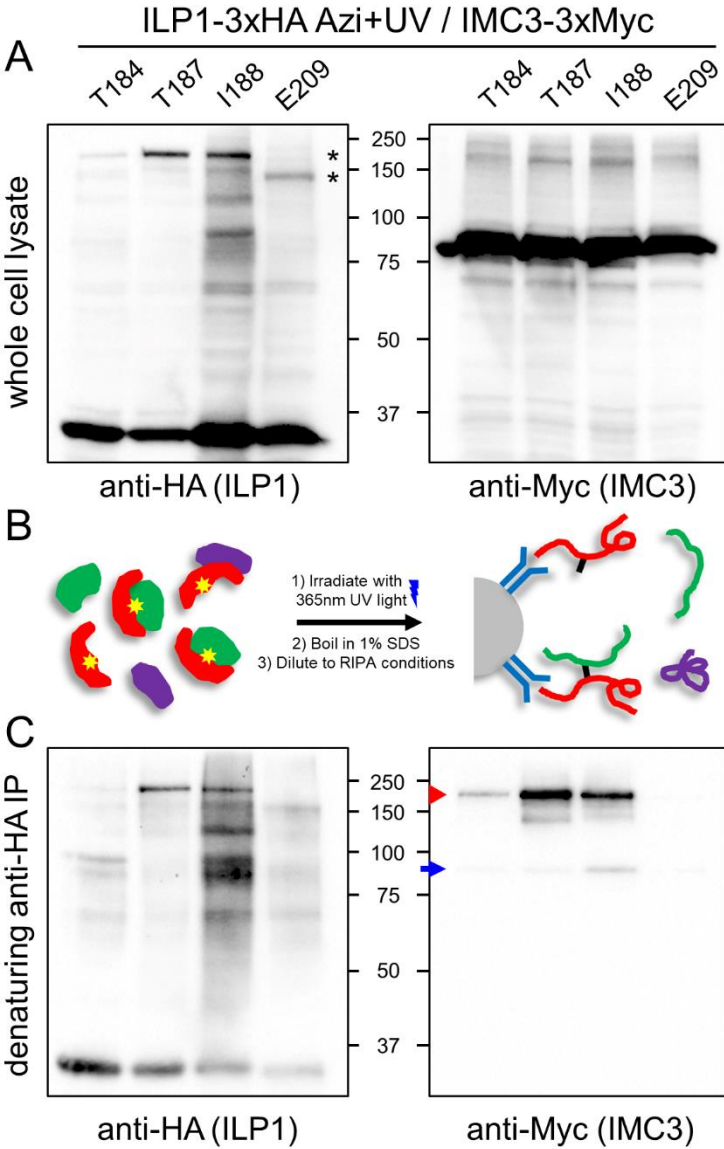 ILP1-3xHA Azi+UV / IMC3-3xMyc
A
T184 T187 I188 E209
T184 T187 I188 E209
whole cell lysate
*
*
250
150
100
75
50
37
anti-HA (ILP1)
anti-Myc (IMC3)
B
1) Irradiate with
365nm UV light
2) Boil in 1% SDS
3) Dilute to RIPA conditions
C
denaturing anti-HA IP
250
150
100
75
50
37
anti-HA (ILP1)
anti-Myc (IMC3)